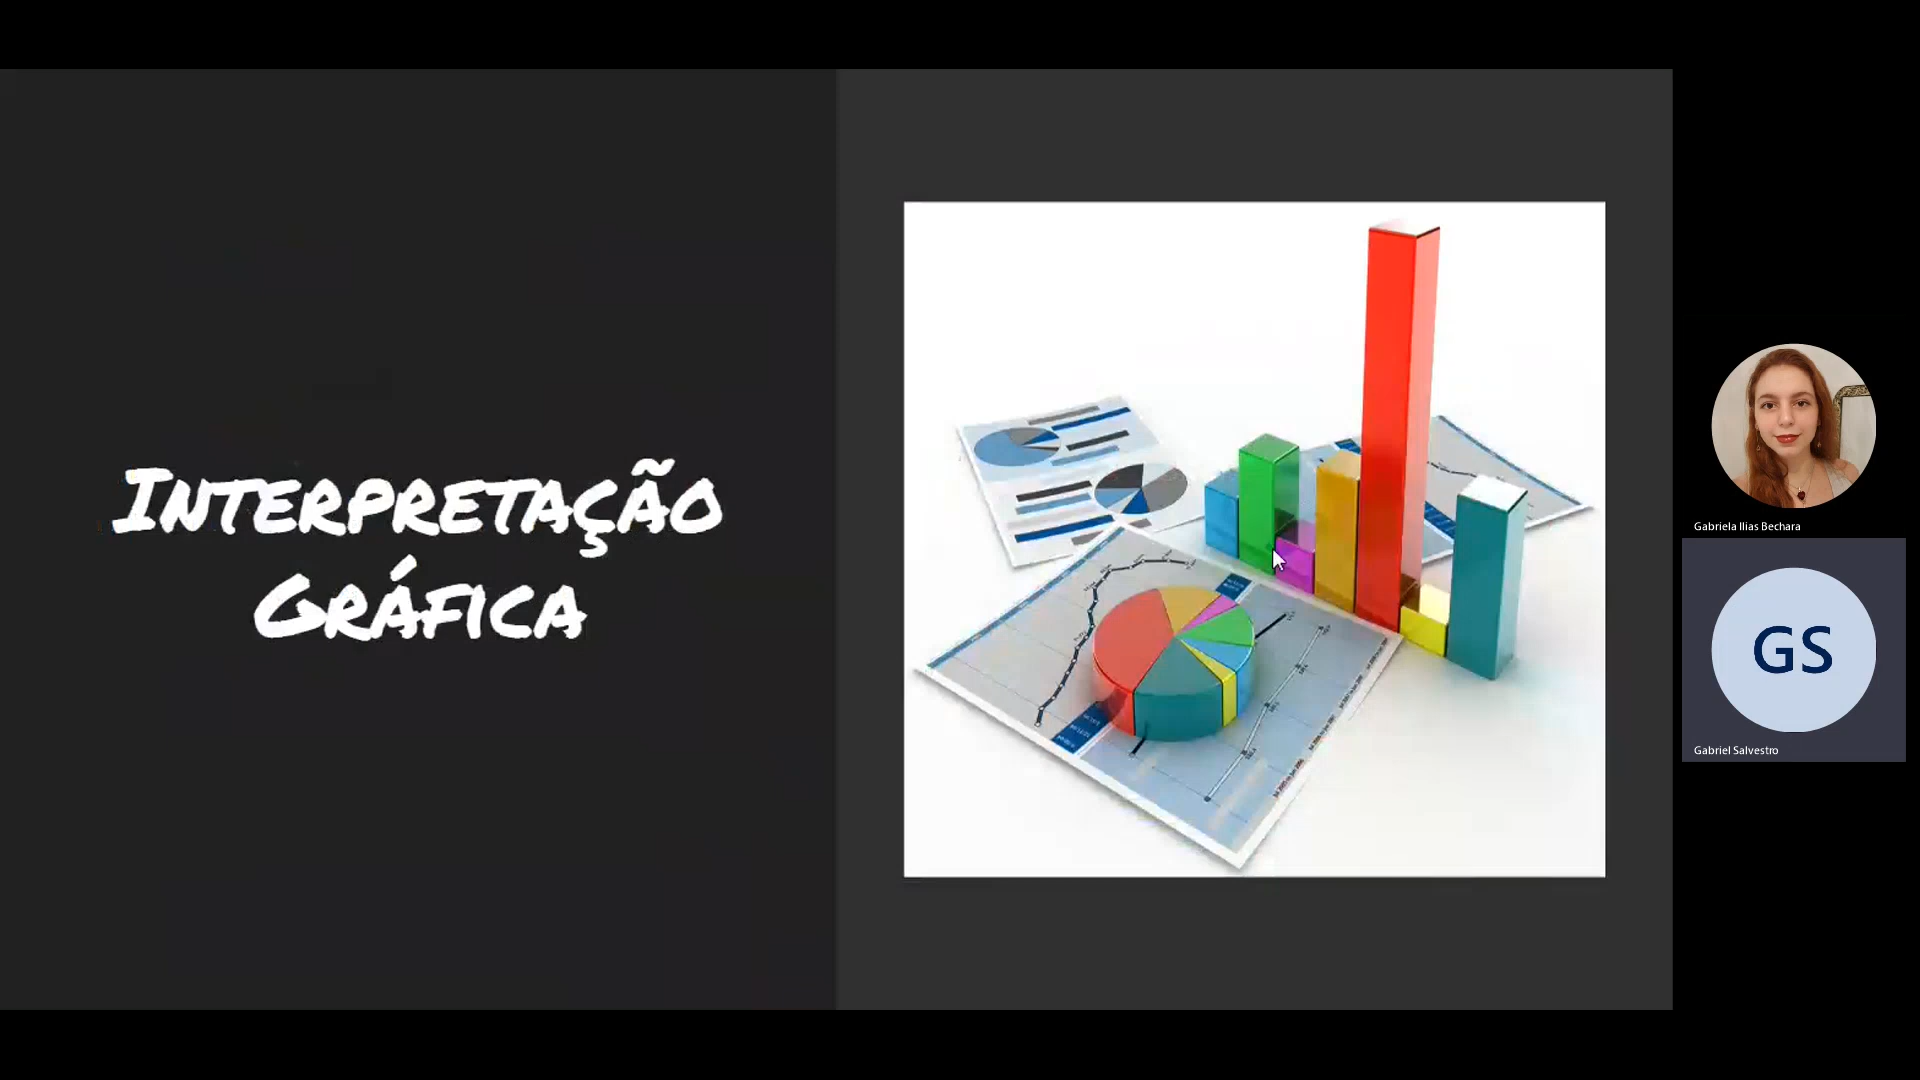 Interpretação
Gráfica
Gabriela Ilias Bechara
GS
Gabriel Salvestro